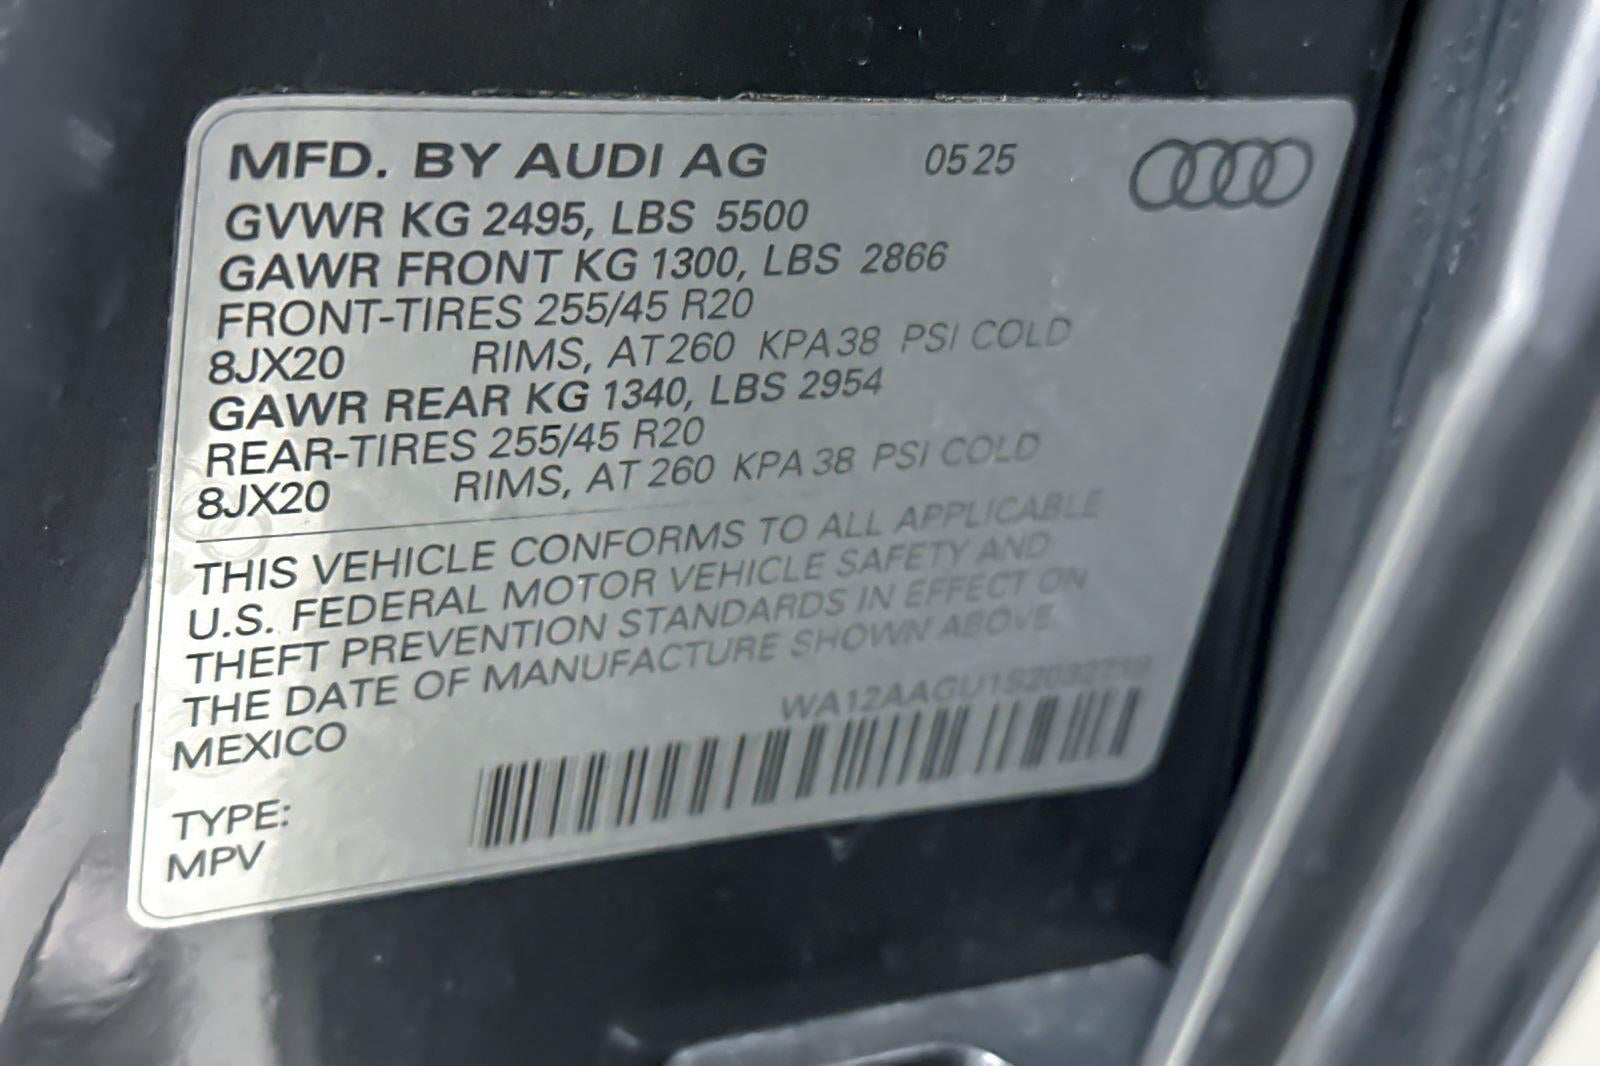 MFD. BY AUDI AG 05 25
GVWR KG 2495, LBS 5500
GAWR FRONT KG 1300, LBS 2866
FRONT-TIRES 255/45 R20
8JX20 RIMS, AT 260 KPA 38 PSI COLD
GAWR REAR KG 1340, LBS 2954
REAR-TIRES 255/45 R20
8JX20 RIMS, AT 260 KPA 38 PSI COLD
THIS VEHICLE CONFORMS TO ALL APPLICABLE
U.S. FEDERAL MOTOR VEHICLE SAFETY AND
THEFT PREVENTION STANDARDS IN EFFECT ON
THE DATE OF MANUFACTURE SHOWN ABOVE.
WA12AAGU1S2032719
MEXICO
TYPE:
MPV